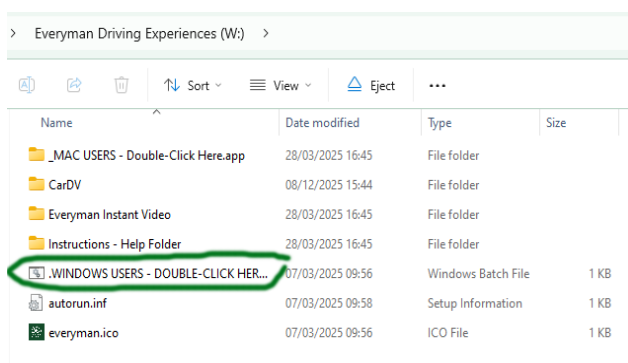 > Everyman Driving Experiences (W:) >
Sort View Eject ...
Name Date modified Type Size
_MAC USERS - Double-Click Here.app 28/03/2025 16:45 File folder
CarDV 08/12/2025 15:44 File folder
Everyman Instant Video 28/03/2025 16:45 File folder
Instructions - Help Folder 28/03/2025 16:45 File folder
.WINDOWS USERS - DOUBLE-CLICK HER... 07/03/2025 09:56 Windows Batch File 1 KB
autorun.inf 07/03/2025 09:58 Setup Information 1 KB
everyman.ico 07/03/2025 09:56 ICO File 1 KB